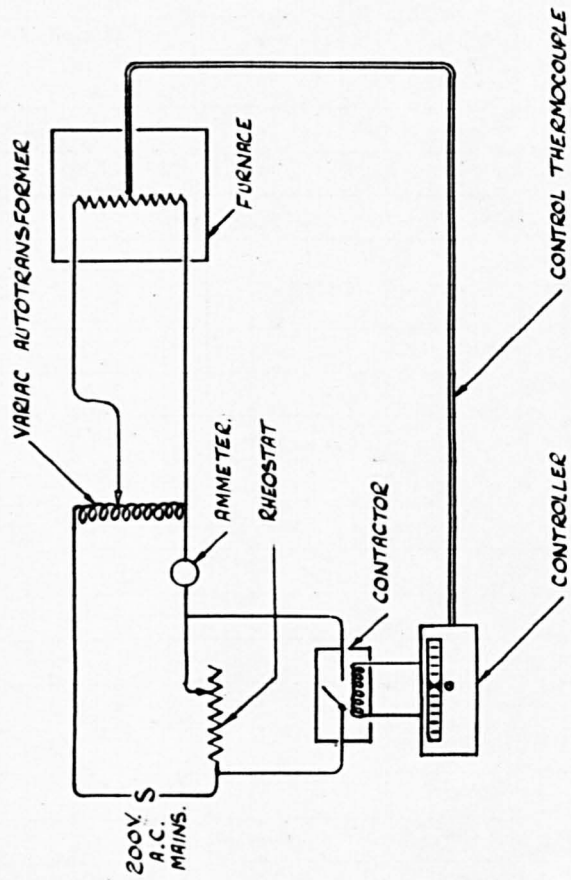 VARIAC AUTOTRANSFORMER
FURNACE
AMMETER.
RHEOSTAT
200V.
A.C.
MAINS.
CONTACTOR
CONTROL THERMOCOUPLE
CONTROLLER